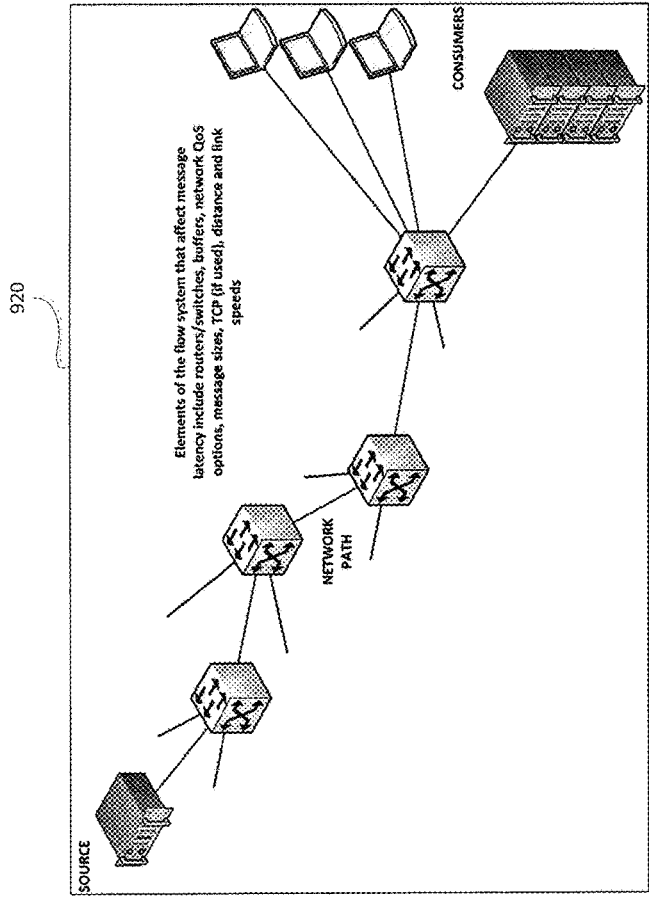 920
Elements of the flow system that affect message
latency include routers/switches, buffers, network QoS
options, message sizes, TCP (if used), distance and link
speeds
SOURCE
NETWORK
PATH
CONSUMERS